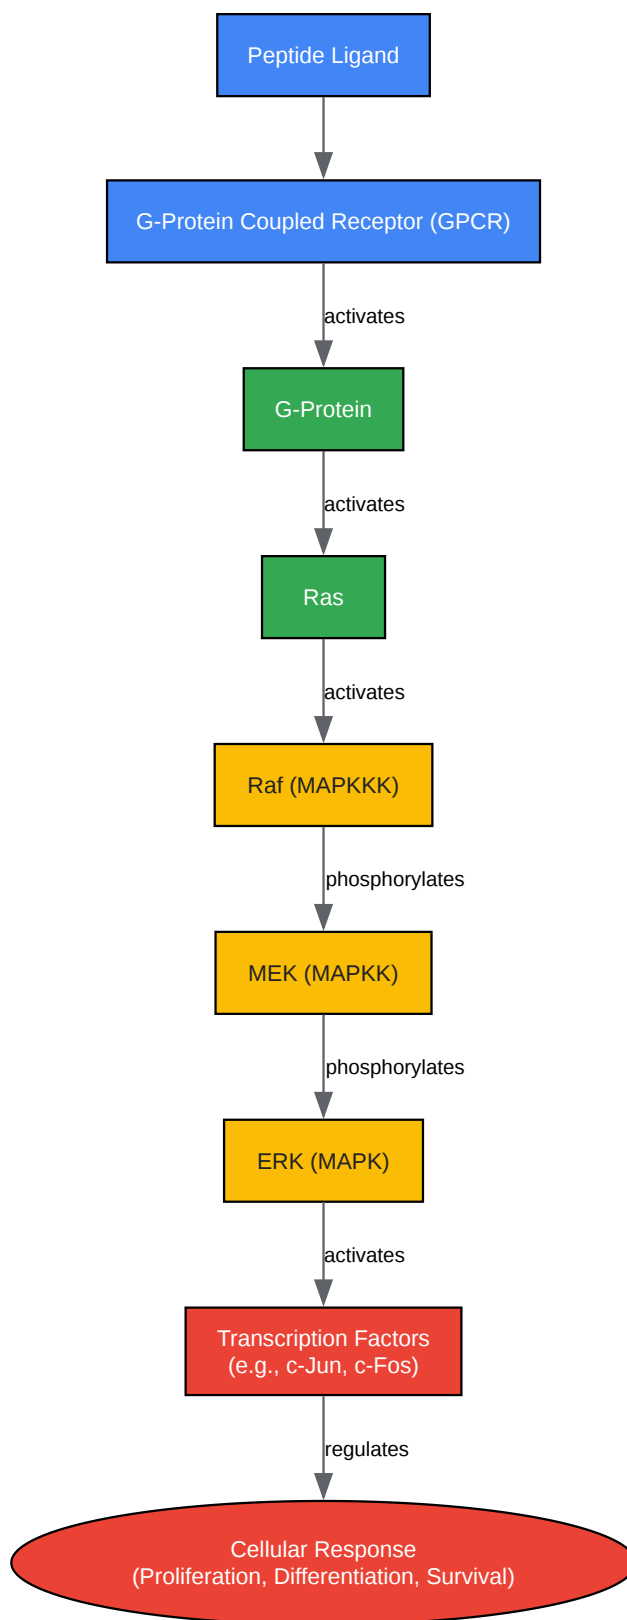 Peptide Ligand
G-Protein Coupled Receptor (GPCR)
activates
G-Protein
activates
Ras
activates
Raf (MAPKKK)
phosphorylates
MEK (MAPKK)
phosphorylates
ERK (MAPK)
activates
Transcription Factors
(e.g., c-Jun, c-Fos)
regulates
Cellular Response
(Proliferation, Differentiation, Survival)